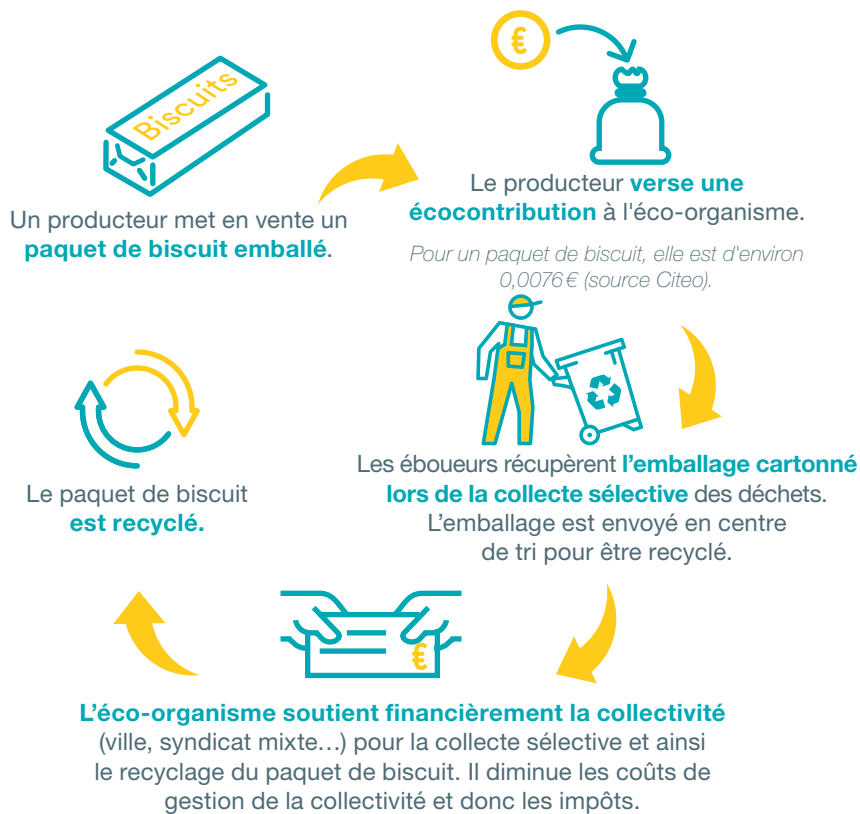 Biscuits
Un producteur met en vente un
paquet de biscuit emballé.
€
Le producteur verse une
écocontribution à l'éco-organisme.
Pour un paquet de biscuit, elle est d'environ
0,0076 € (source Citeo).
Les éboueurs récupèrent l’emballage cartonné
lors de la collecte sélective des déchets.
L’emballage est envoyé en centre
de tri pour être recyclé.
€
L’éco-organisme soutient financièrement la collectivité
(ville, syndicat mixte…) pour la collecte sélective et ainsi
le recyclage du paquet de biscuit. Il diminue les coûts de
gestion de la collectivité et donc les impôts.
Le paquet de biscuit
est recyclé.